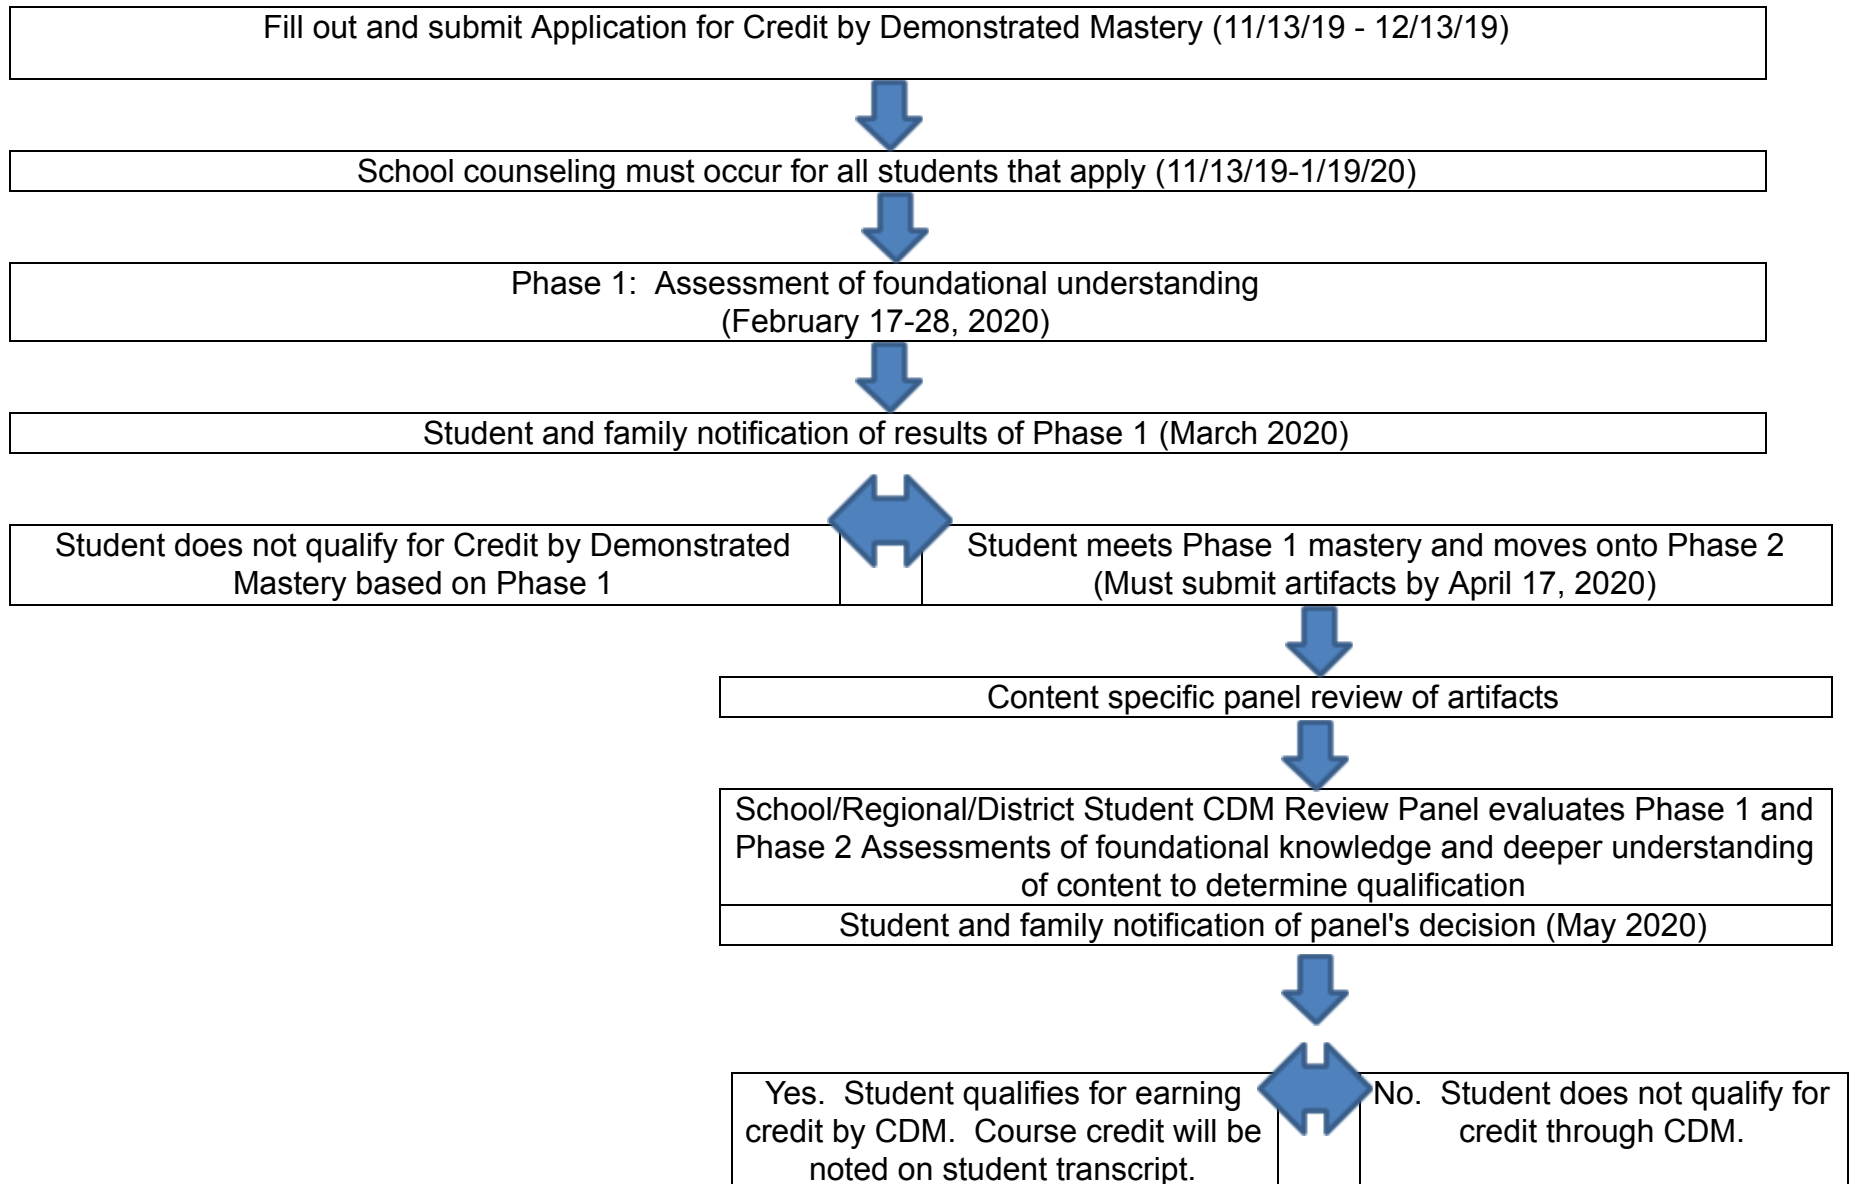 Fill out and submit Application for Credit by Demonstrated Mastery (11/13/19 - 12/13/19)
School counseling must occur for all students that apply (11/13/19-1/19/20)
Phase 1:  Assessment of foundational understanding
(February 17-28, 2020)
Student and family notification of results of Phase 1 (March 2020)
Student does not qualify for Credit by Demonstrated
Mastery based on Phase 1
Student meets Phase 1 mastery and moves onto Phase 2
(Must submit artifacts by April 17, 2020)
Content specific panel review of artifacts
School/Regional/District Student CDM Review Panel evaluates Phase 1 and
Phase 2 Assessments of foundational knowledge and deeper understanding
of content to determine qualification
Student and family notification of panel's decision (May 2020)
Yes.  Student qualifies for earning
credit by CDM.  Course credit will be
noted on student transcript.
No.  Student does not qualify for
credit through CDM.